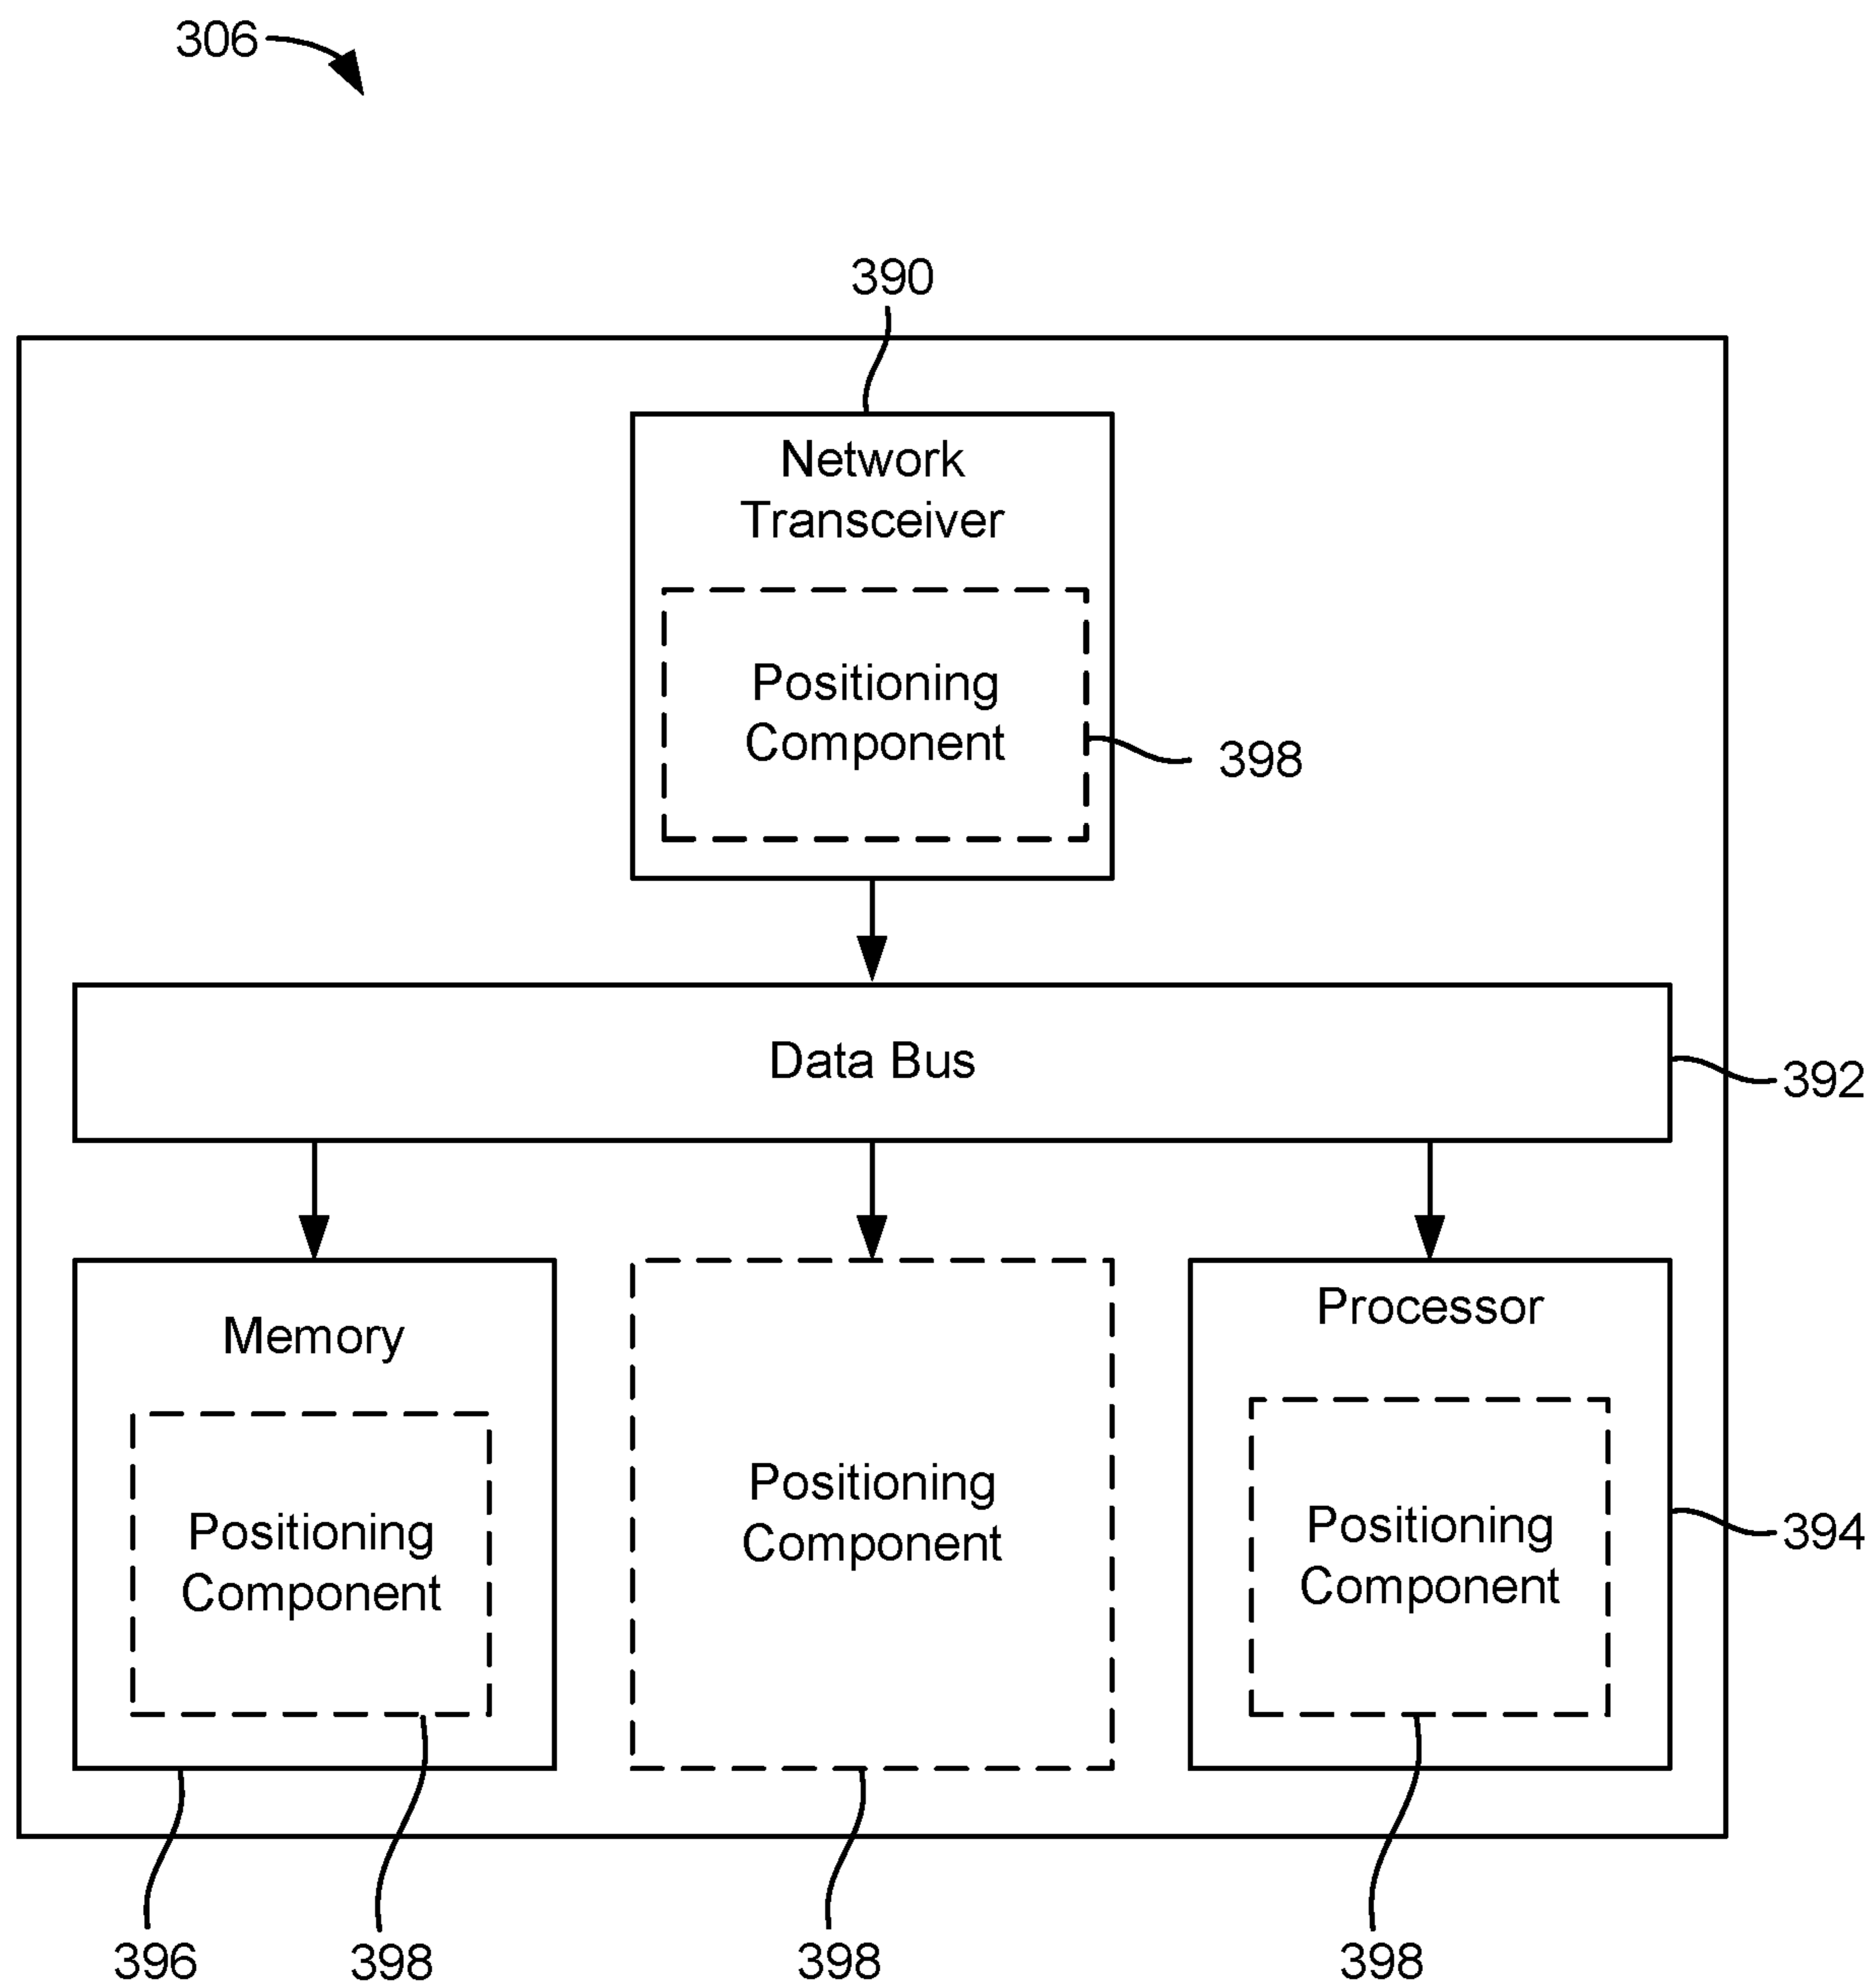 306
390
Network
Transceiver
Positioning
Component
398
Data Bus
392
Memory
Positioning
Component
Positioning
Component
Processor
Positioning
Component
394
396
398
398
398